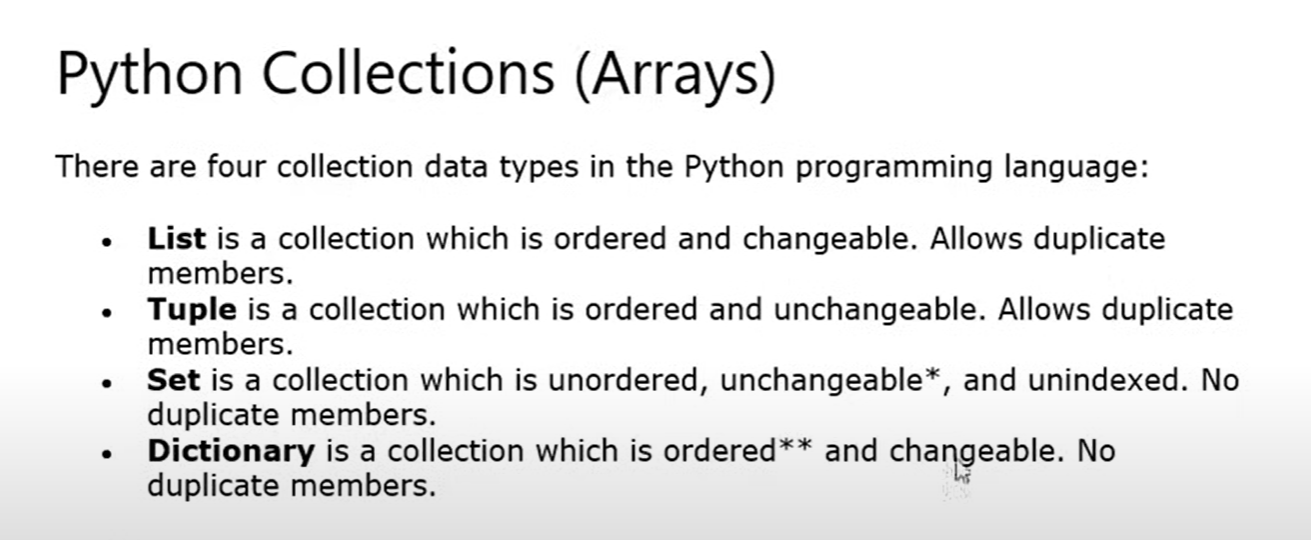 Python Collections (Arrays)
There are four collection data types in the Python programming language:
• List is a collection which is ordered and changeable. Allows duplicate
members.
• Tuple is a collection which is ordered and unchangeable. Allows duplicate
members.
• Set is a collection which is unordered, unchangeable*, and unindexed. No
duplicate members.
• Dictionary is a collection which is ordered** and changeable. No
duplicate members.